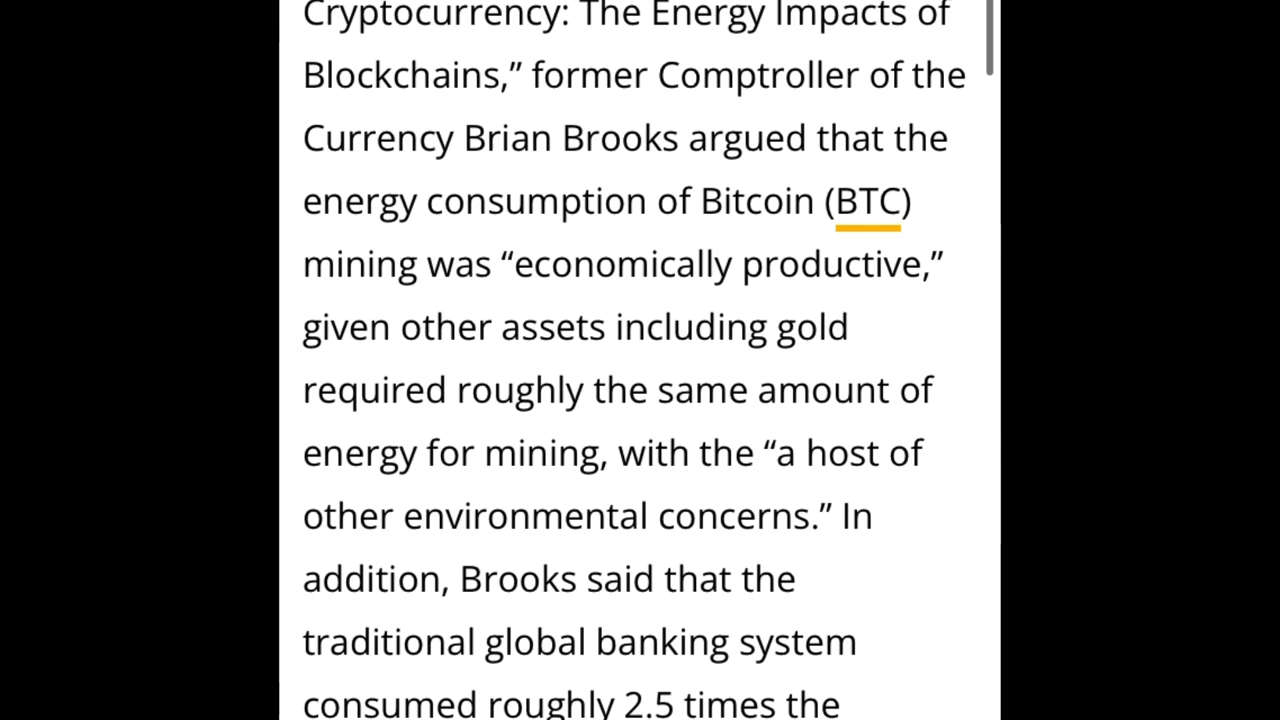 Cryptocurrency: The Energy Impacts of
Blockchains,” former Comptroller of the
Currency Brian Brooks argued that the
energy consumption of Bitcoin (BTC)
mining was “economically productive,”
given other assets including gold
required roughly the same amount of
energy for mining, with the “a host of
other environmental concerns.” In
addition, Brooks said that the
traditional global banking system
consumed roughly 2.5 times the